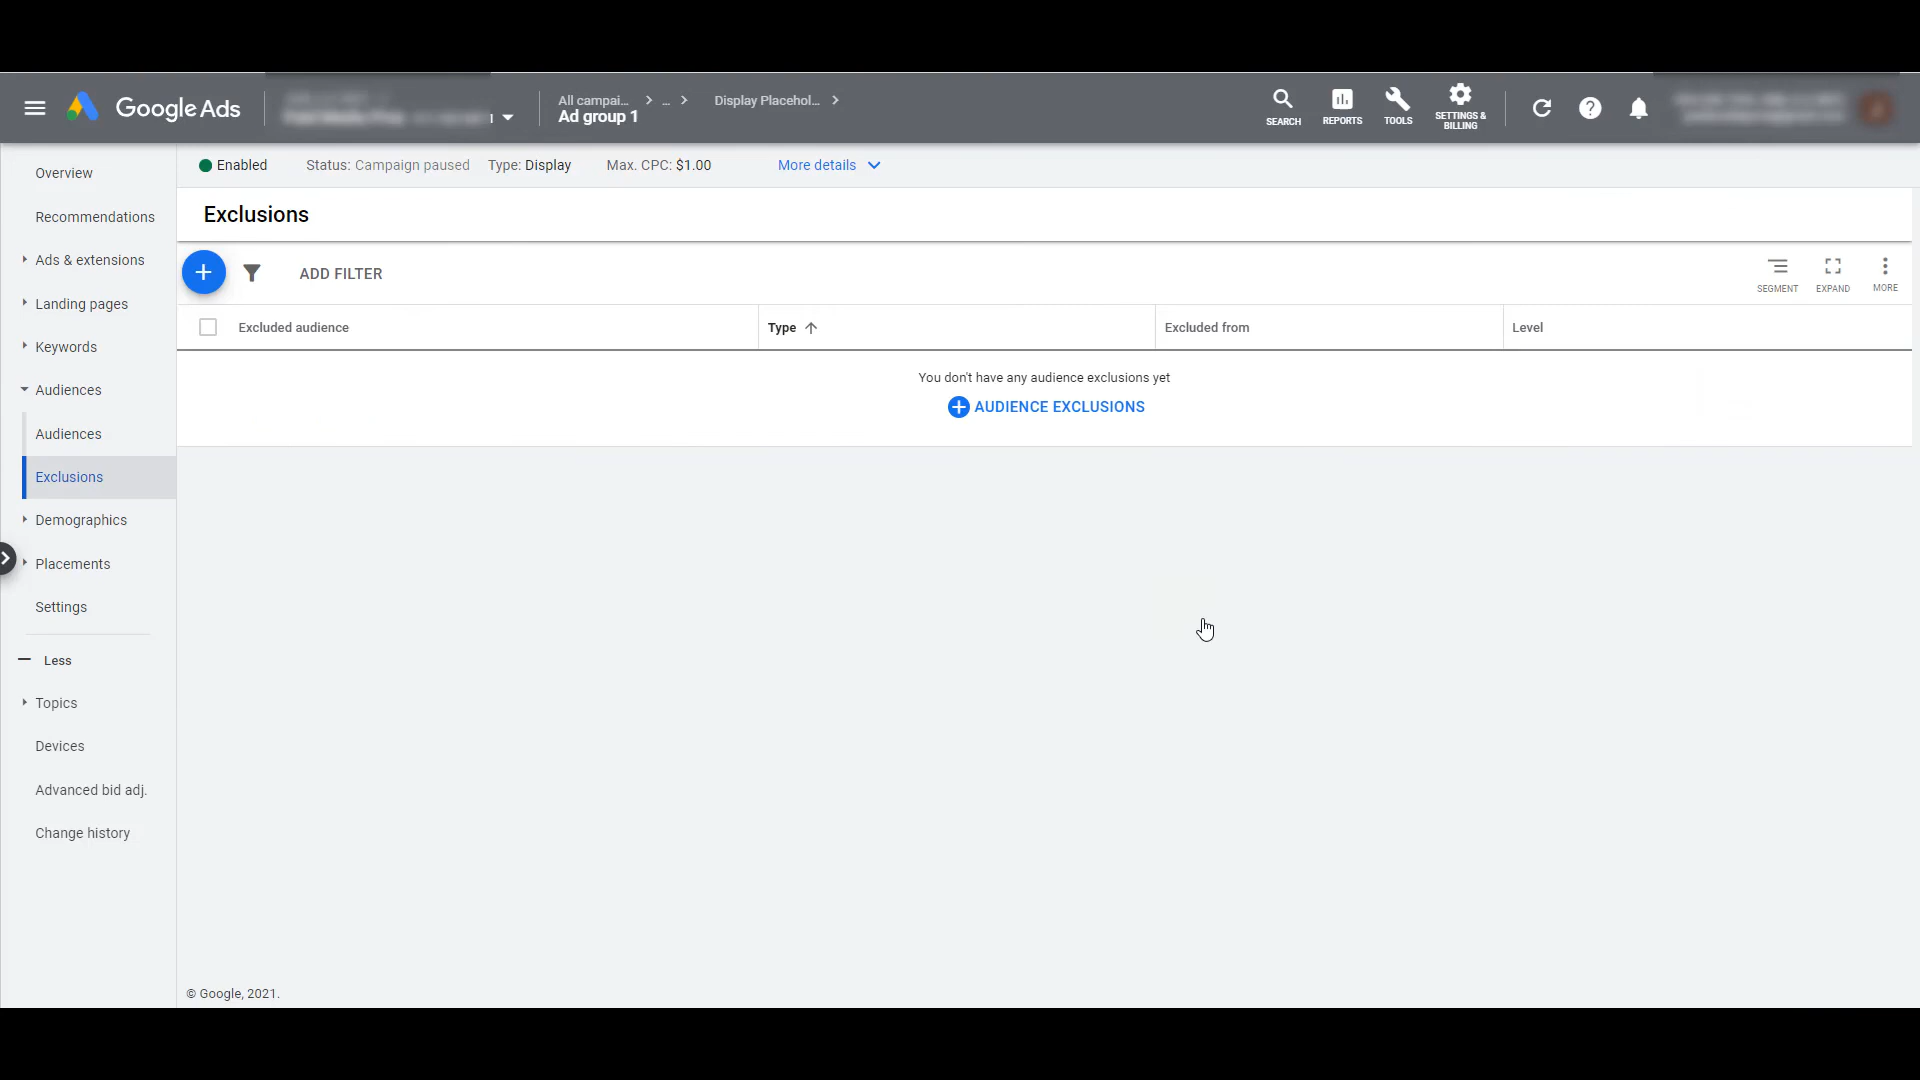 Google Ads
All campai... > ... > Display Placehol... >
Ad group 1
SEARCH
REPORTS
TOOLS
SETTINGS &
BILLING
Overview
Recommendations
Ads & extensions
Landing pages
Keywords
Audiences
Audiences
Exclusions
Demographics
Placements
Settings
Less
Topics
Devices
Advanced bid adj.
Change history
Enabled
Status: Campaign paused
Type: Display
Max. CPC: $1.00
More details
Exclusions
ADD FILTER
SEGMENT
EXPAND
MORE
Excluded audience
Type
Excluded from
Level
You don't have any audience exclusions yet
AUDIENCE EXCLUSIONS
© Google, 2021.